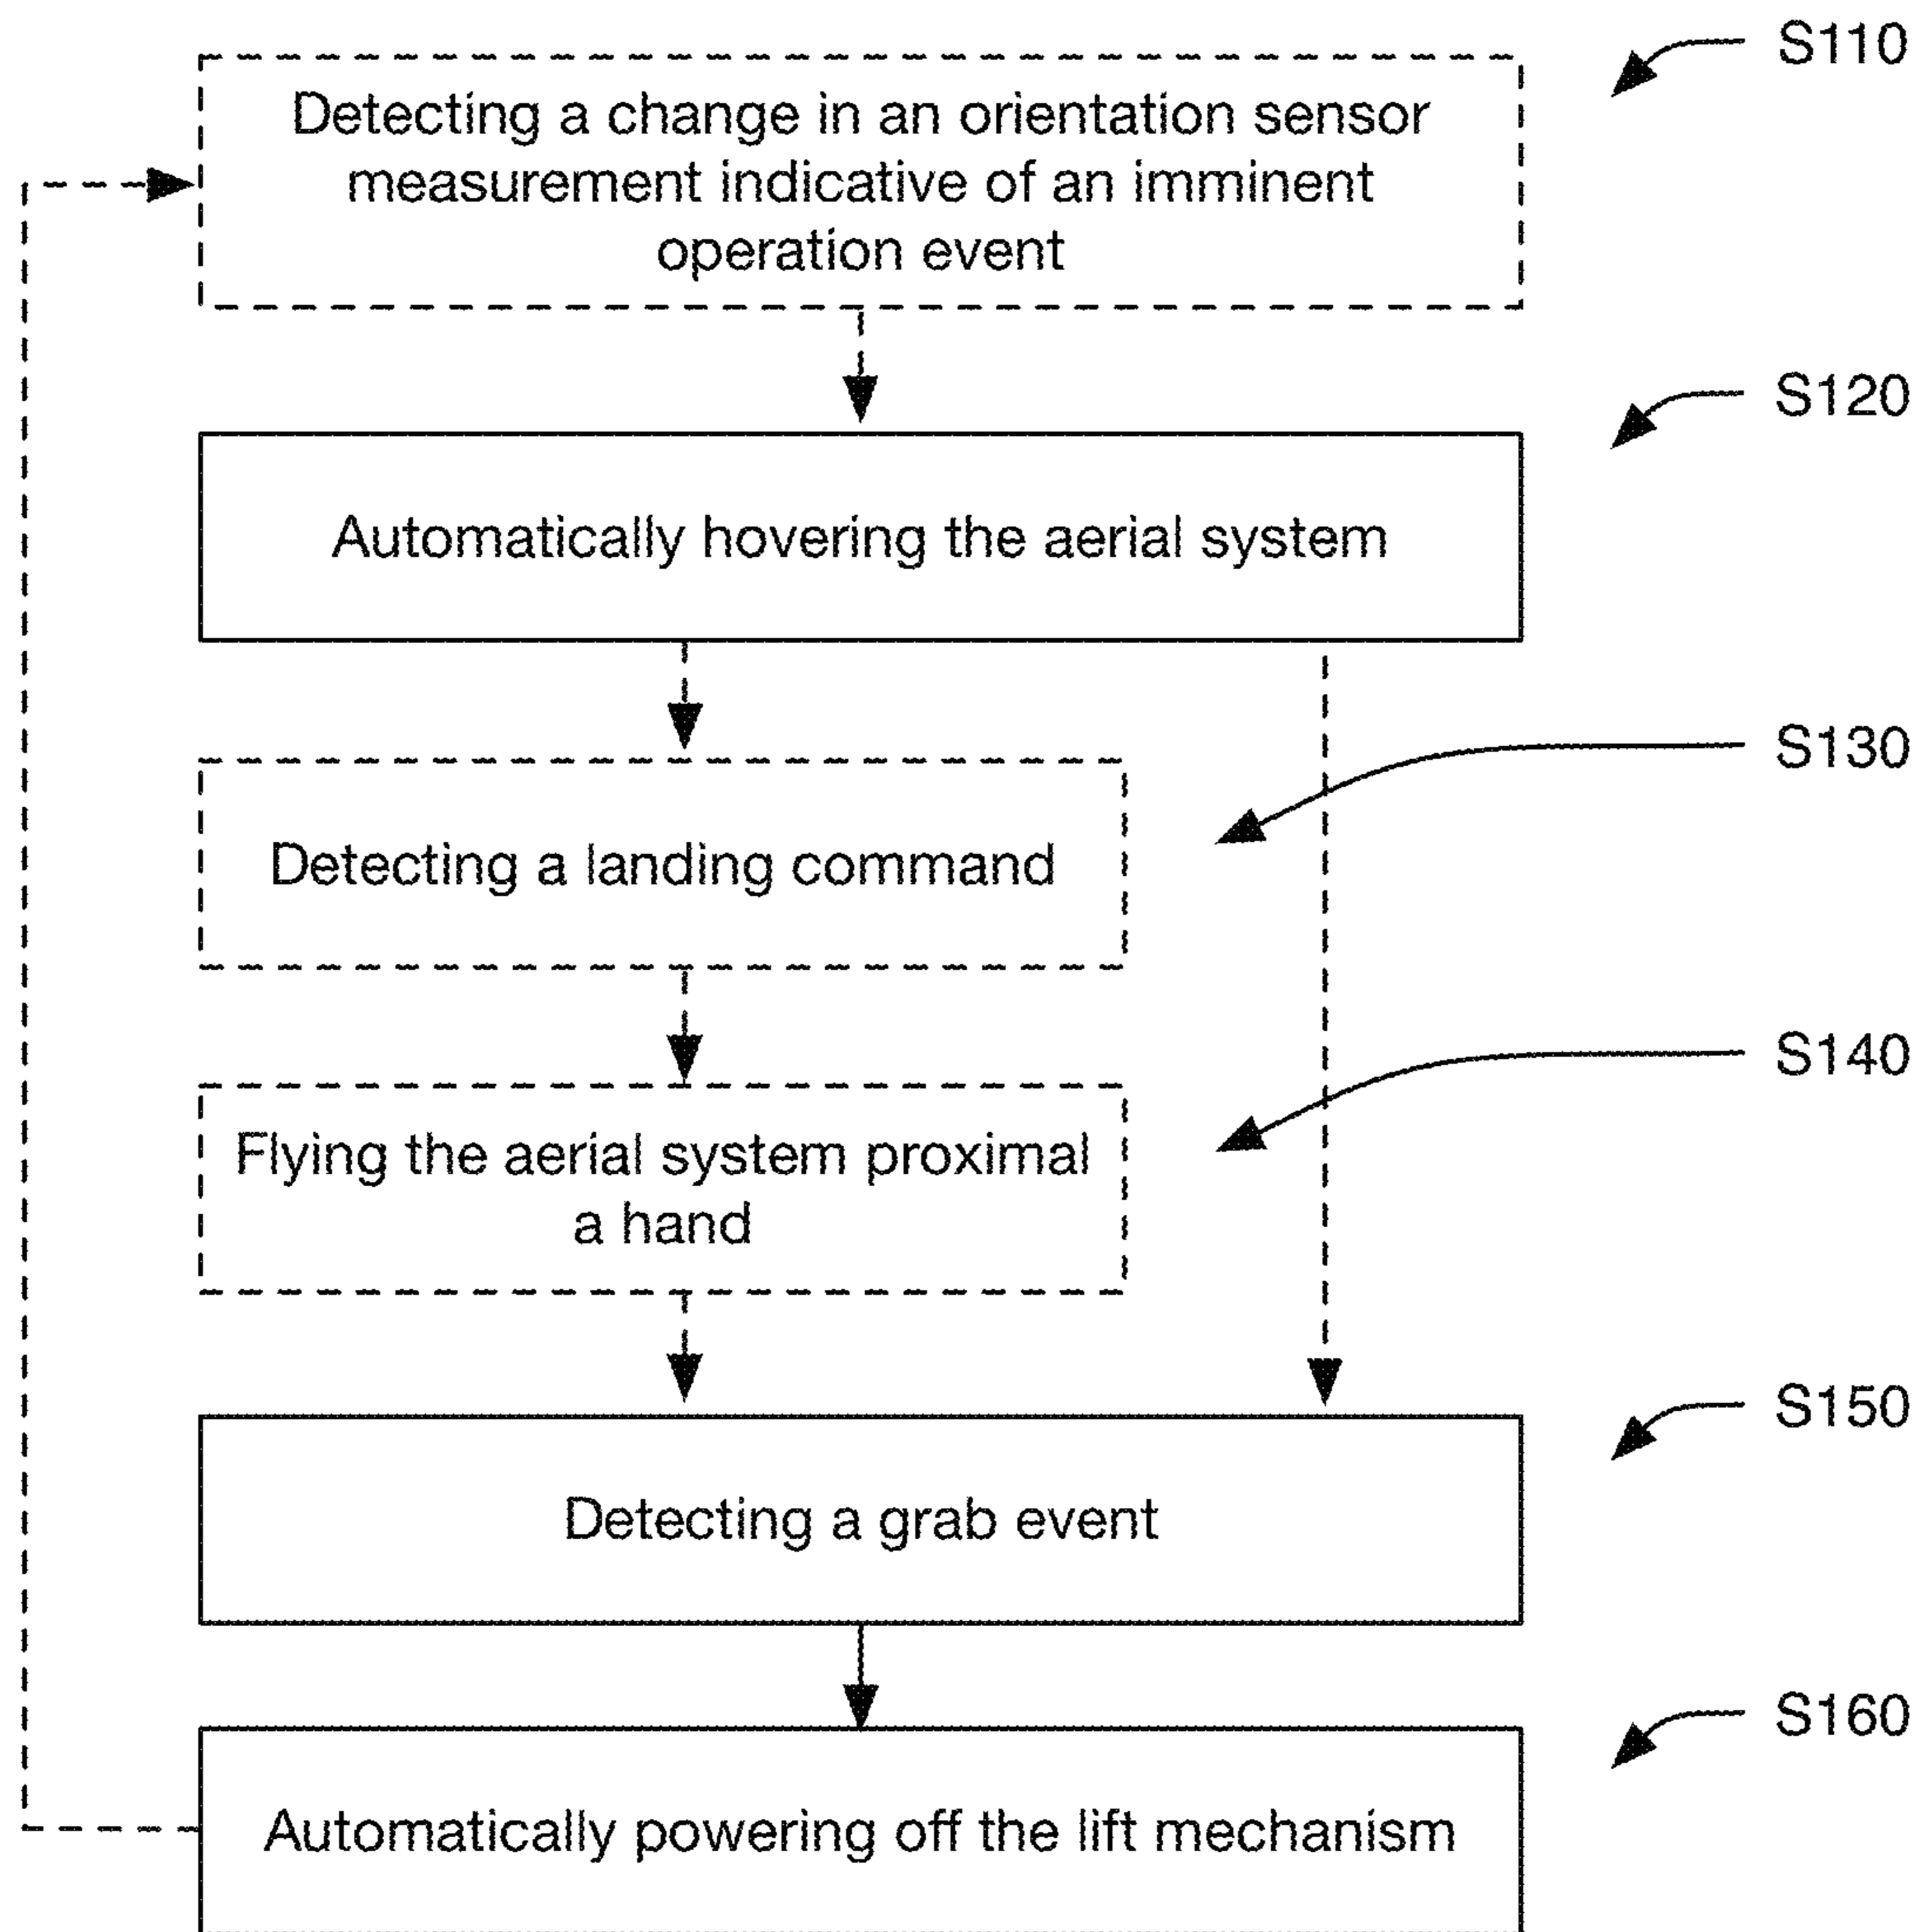 S110
Detecting a change in an orientation sensor
measurement indicative of an imminent
operation event
S120
Automatically hovering the aerial system
S130
Detecting a landing command
S140
Flying the aerial system proximal
a hand
S150
Detecting a grab event
S160
Automatically powering off the lift mechanism